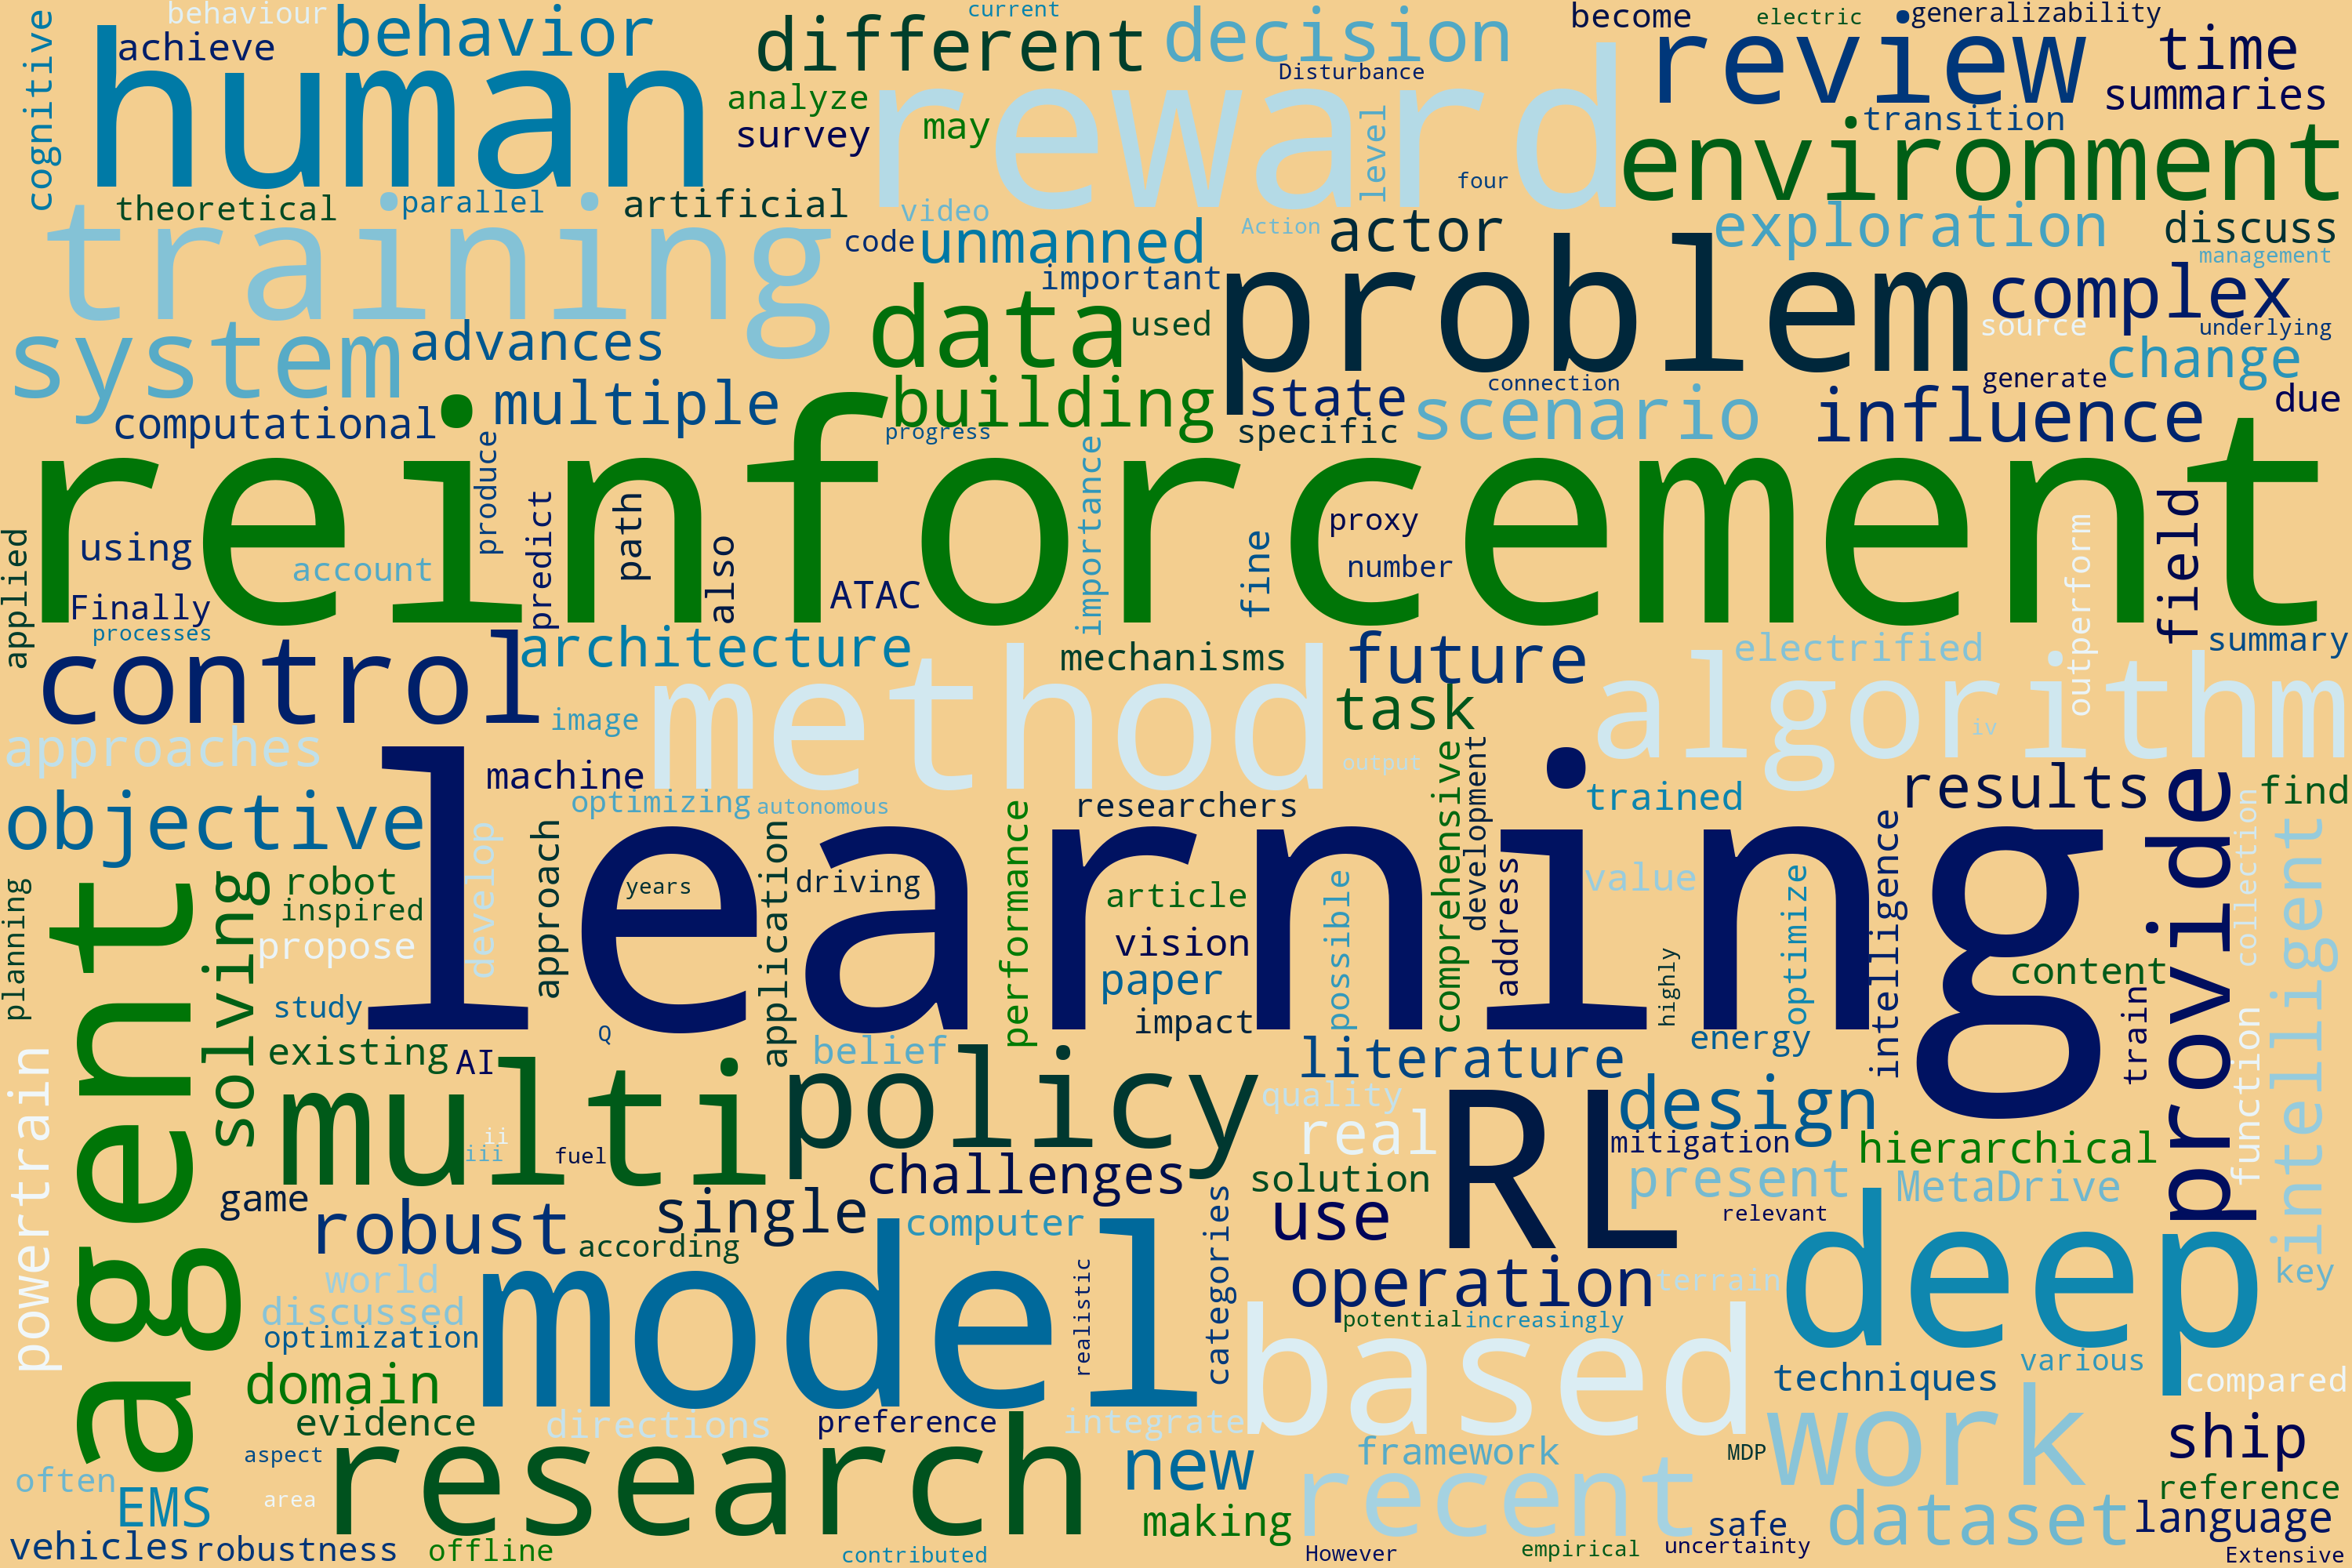 behaviour
current
become
electric
generalizability
cognitive
achieve
behavior
different
decision
review
time
human
Disturbance
summaries
analyze
reward
survey
may
level
transition
environment
theoretical
parallel
artificial
four
training
video
Action
actor
exploration
discuss
code
unmanned
problem
management
important
complex
system
advances
data
used
source
underlying
change
multiple
building
state
connection
scenario
generate
influence
due
computational
progress
specific
reinforcement
produce
predict
path
also
importance
fine
proxy
number
field
outperform
applied
using
account
ATAC
Finally
processes
control
architecture
mechanisms
future
electrified
summary
method
task
algorithm
image
iv
approaches
machine
output
comprehensive
development
results
provide
find
objective
optimizing
autonomous
researchers
trained
learning
planning
agent
solving
robot
inspired
propose
develop
approach
years
application
driving
performance
article
vision
paper
possible
address
value
highly
optimize
intelligence
content
collection
intelligent
study
Q
impact
train
function
powertrain
existing
AI
belief
literature
energy
multi
policy
quality
RL
design
real
ii
iii
fuel
mitigation
hierarchical
game
challenges
solution
present
MetaDrive
robust
single
computer
categories
use
relevant
deep
according
world
discussed
model
realistic
operation
terrain
key
optimization
potential
increasingly
based
techniques
various
compared
domain
evidence
directions
preference
integrate
work
ship
aspect
research
new
framework
MDP
often
area
recent
reference
EMS
making
safe
dataset
language
vehicles
robustness
offline
contributed
However
empirical
uncertainty
Extensive